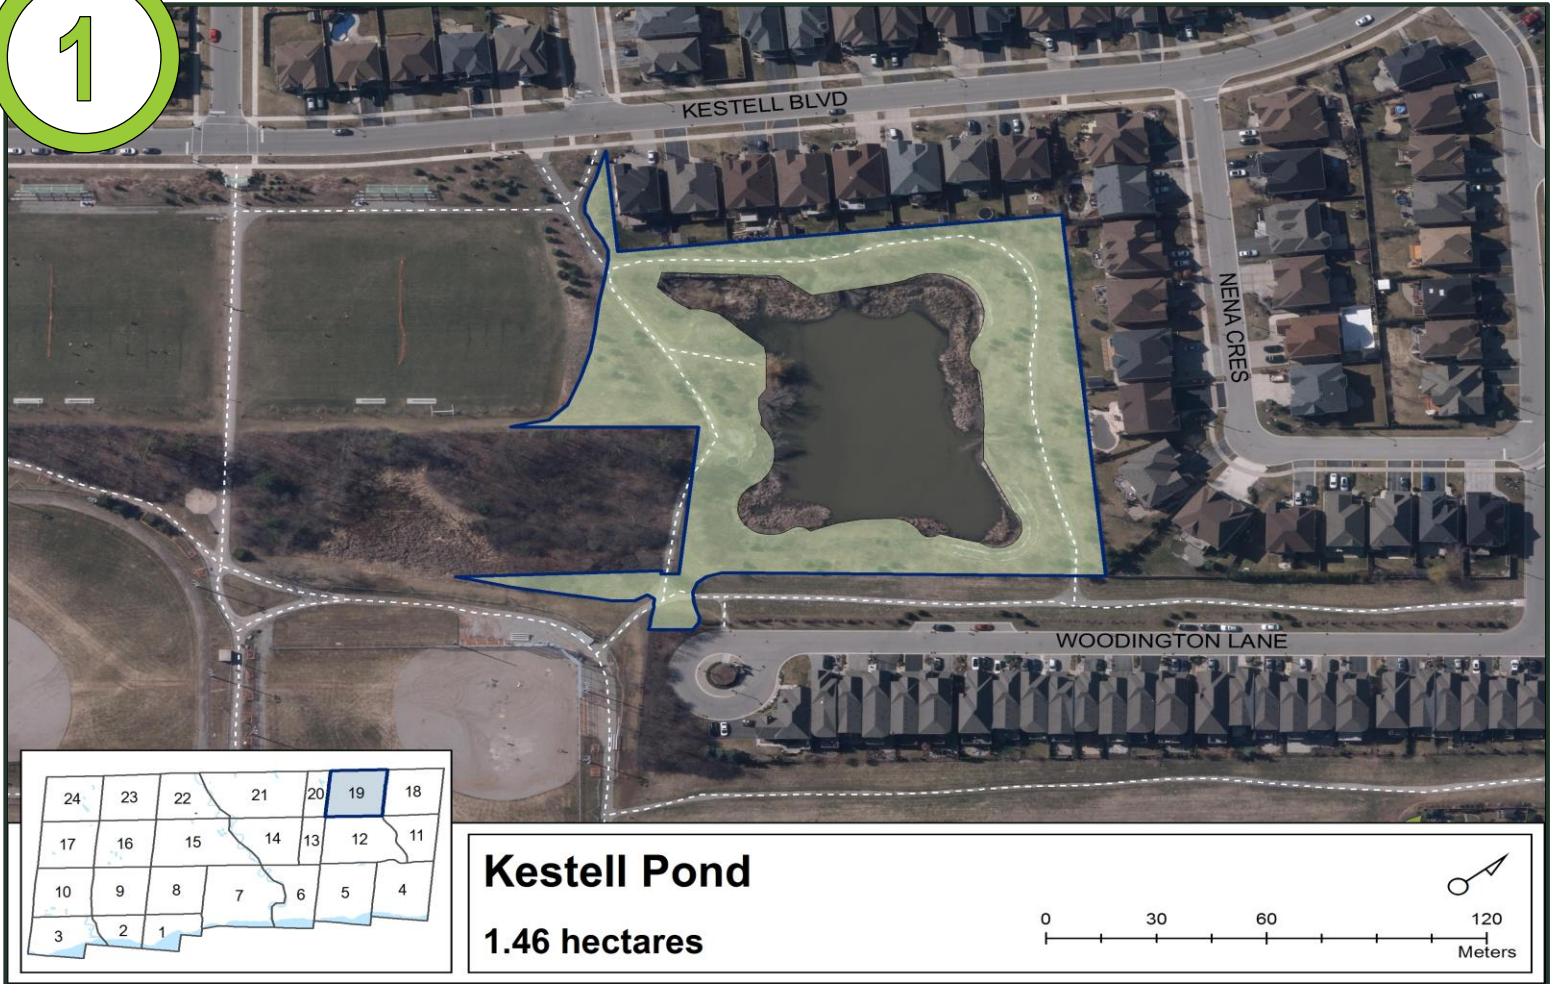 1
KESTELL BLVD
NENA CRES
WOODINGTON LANE
24 23 22 21 20 19 18
17 16 15 14 13 12 11
10 9 8 7 6 5 4
3 2 1
Kestell Pond
1.46 hectares
0 30 60 120
Meters